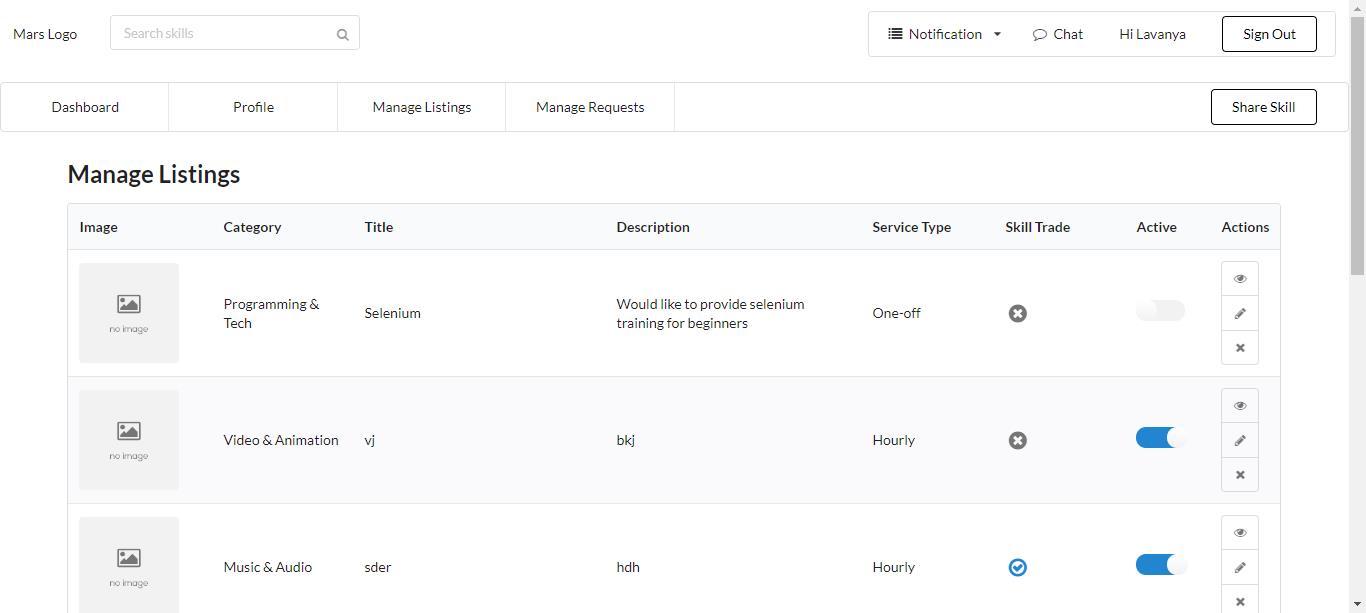 Mars Logo
Search skills
Notification
Chat
Hi Lavanya
Sign Out
Dashboard
Profile
Manage Listings
Manage Requests
Share Skill
Manage Listings
Image Category Title Description Service Type Skill Trade Active Actions
no image
Programming &
Tech
Selenium
Would like to provide selenium
training for beginners
One-off
no image
Video & Animation
vj
bkj
Hourly
no image
Music & Audio
sder
hdh
Hourly